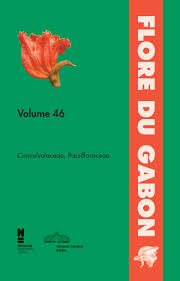 FLORE DU GABON
Volume 46
Convolvulaceae, Passifloraceae